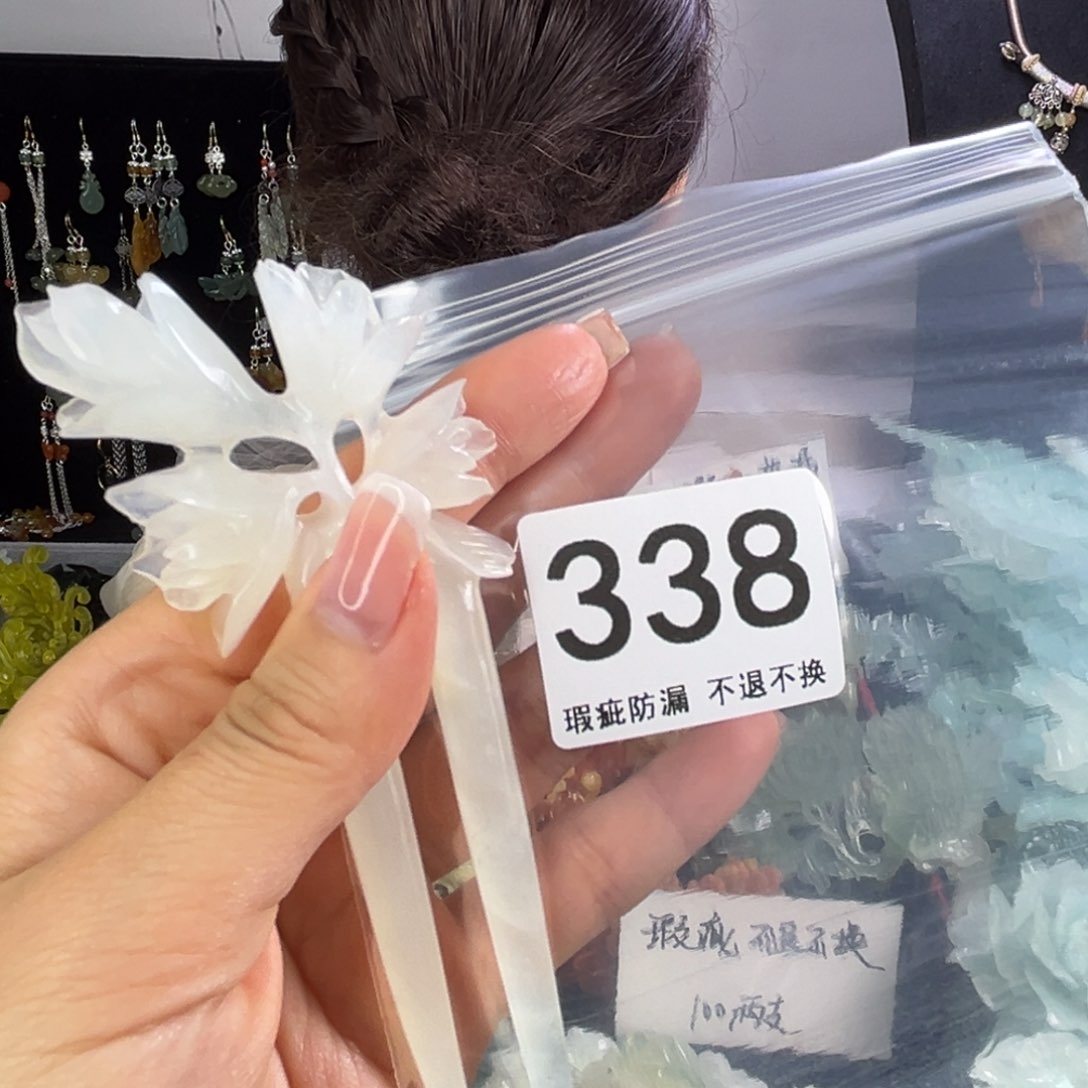 338
瑕疵防漏 不退不换
瑕疵 不退不换
100两支